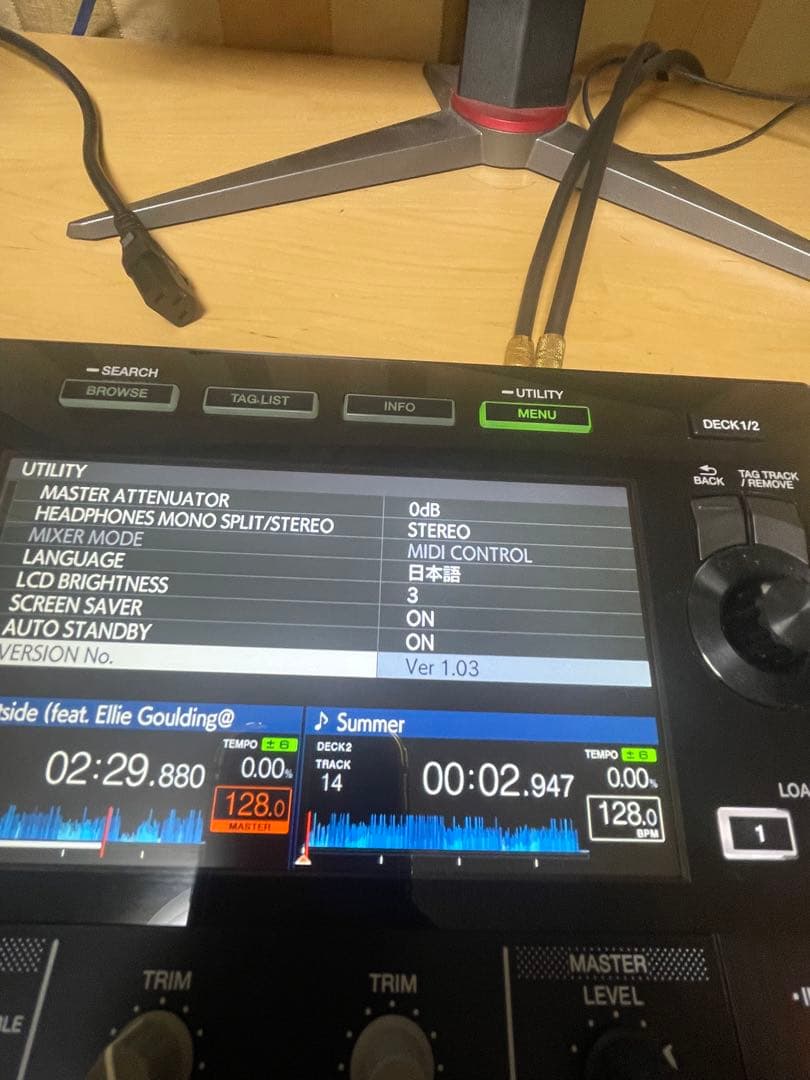 SEARCH
BROWSE
TAG LIST
INFO
UTILITY
MENU
DECK1/2
BACK
TAG TRACK
/ REMOVE
UTILITY
MASTER ATTENUATOR 0dB
HEADPHONES MONO SPLIT/STEREO STEREO
MIXER MODE MIDI CONTROL
LANGUAGE 日本語
LCD BRIGHTNESS 3
SCREEN SAVER ON
AUTO STANDBY ON
VERSION No. Ver 1.03
tside (feat. Ellie Goulding@
TEMPO ±6
02:29.880
0.00%
128.0
MASTER
♪ Summer
DECK2
TRACK
14
00:02.947
TEMPO ±6
0.00%
128.0
BPM
LOA
1
TRIM
TRIM
MASTER
LEVEL